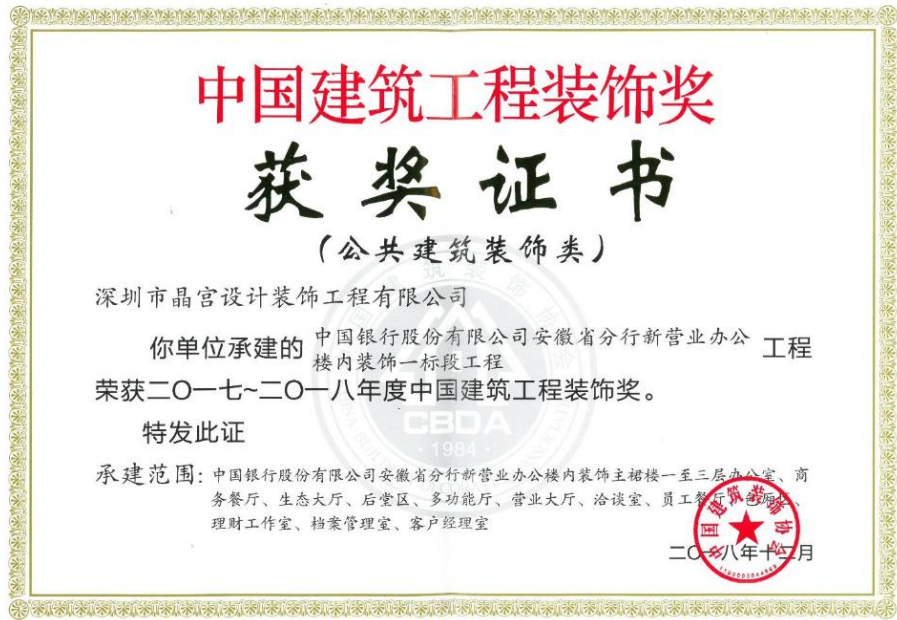 中国建筑工程装饰奖
获奖证书
(公共建筑装饰类)
深圳市晶宫设计装饰工程有限公司
你单位承建的 中国银行股份有限公司安徽省分行新营业办公楼内装饰一标段工程 工程
荣获二〇一七~二〇一八年度中国建筑工程装饰奖。
特发此证
承建范围: 中国银行股份有限公司安徽省分行新营业办公楼内装饰主裙楼一至三层办公室、商
务餐厅、生态大厅、后堂区、多功能厅、营业大厅、洽谈室、员工餐厅、
理财工作室、档案管理室、客户经理室
二〇一八年十二月
中国建筑装饰协会
CBDA
·1984·